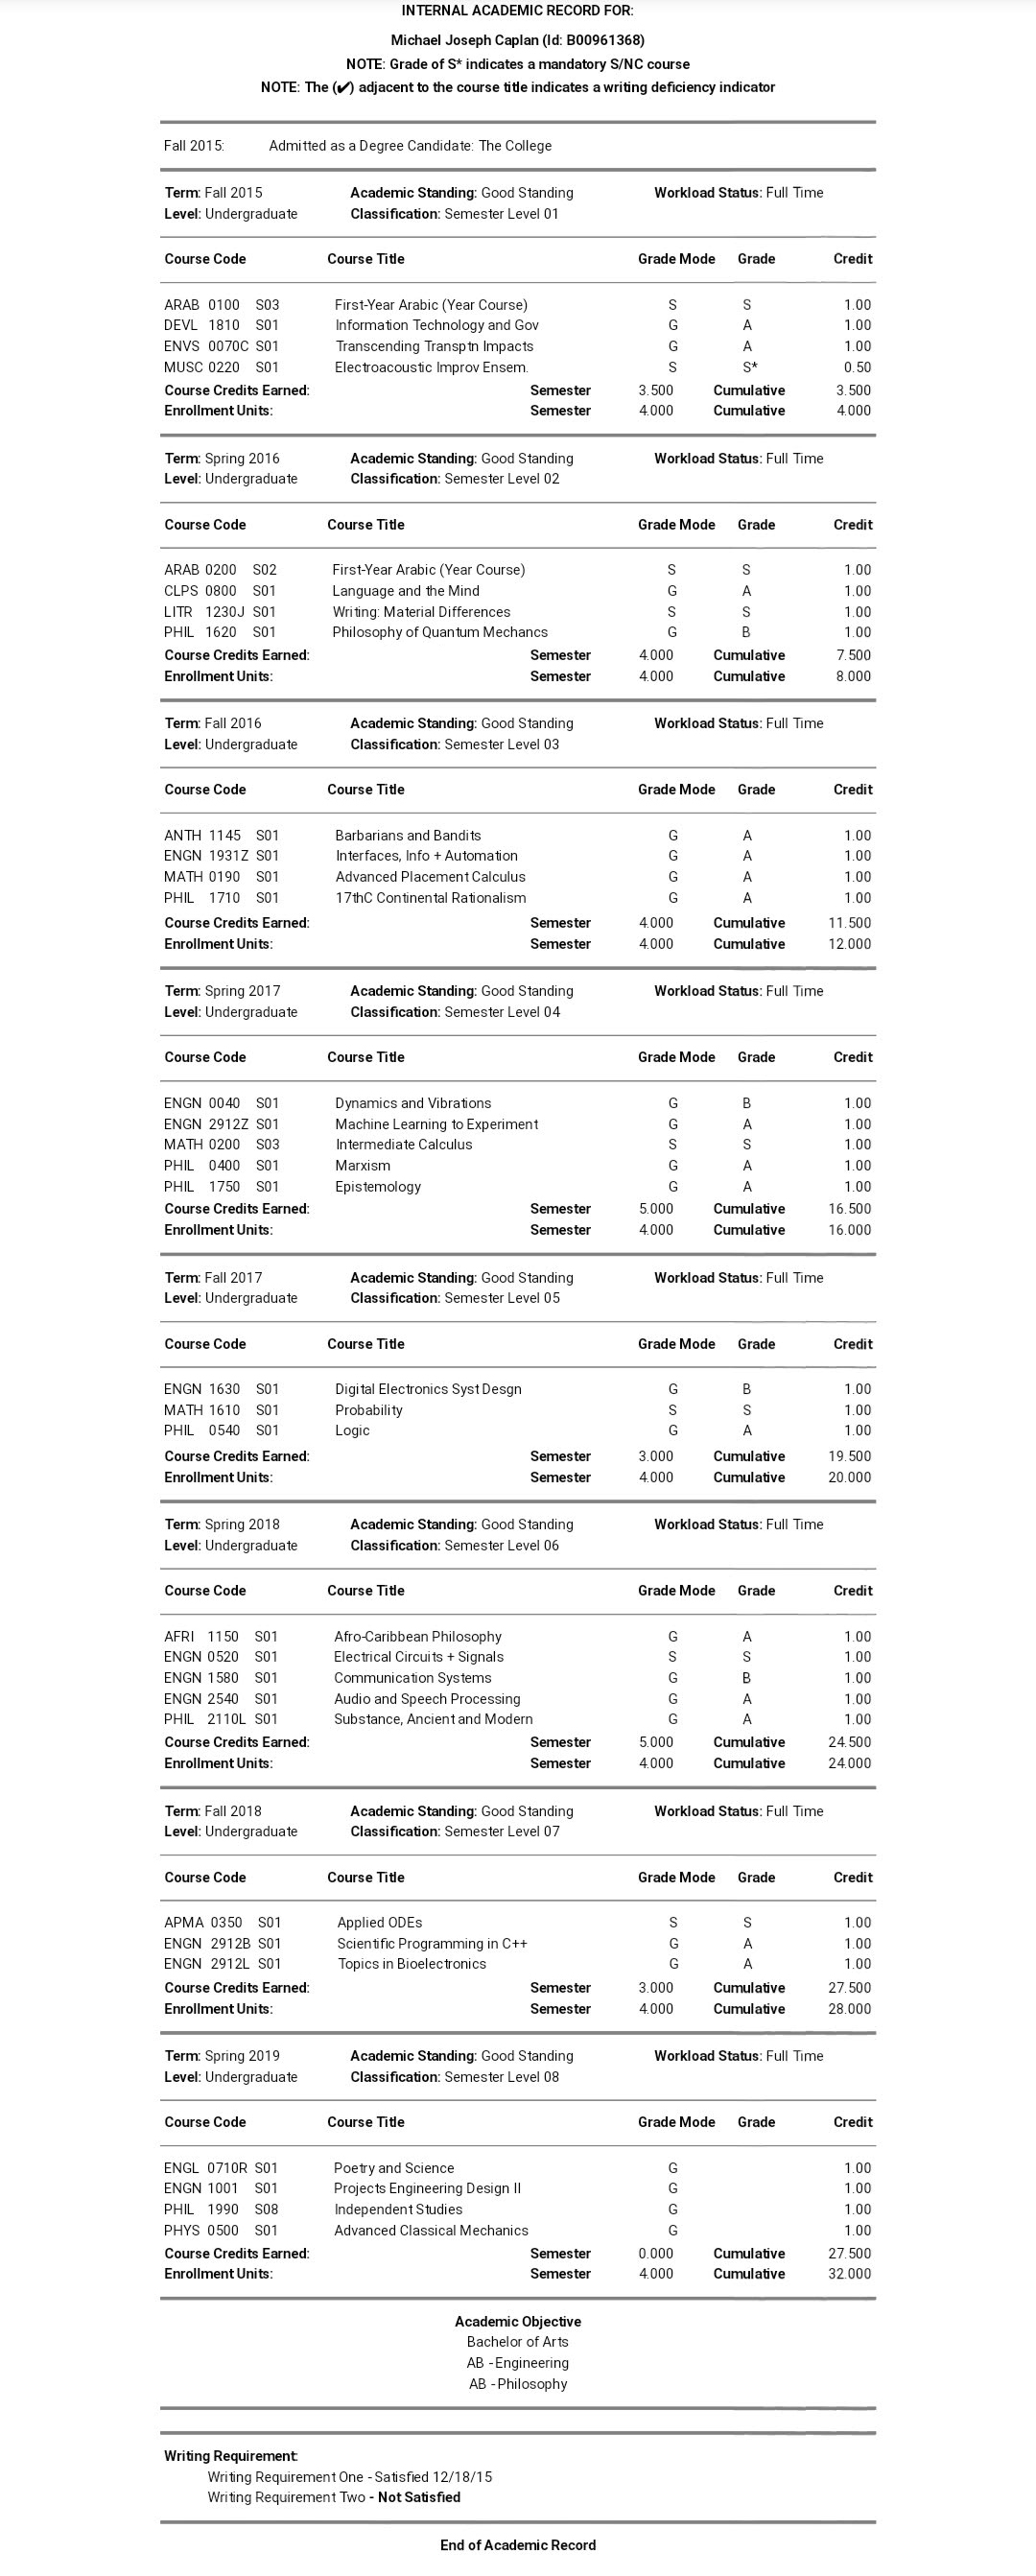 INTERNAL ACADEMIC RECORD FOR:
Michael Joseph Caplan (Id: B00961368)
NOTE: Grade of S* indicates a mandatory S/NC course
NOTE: The (✔) adjacent to the course title indicates a writing deficiency indicator
Fall 2015: Admitted as a Degree Candidate: The College
Term: Fall 2015 Academic Standing: Good Standing Workload Status: Full Time
Level: Undergraduate Classification: Semester Level 01
Course Code Course Title Grade Mode Grade Credit
ARAB 0100 S03 First-Year Arabic (Year Course) S S 1.00
DEVL 1810 S01 Information Technology and Gov G A 1.00
ENVS 0070C S01 Transcending Transptn Impacts G A 1.00
MUSC 0220 S01 Electroacoustic Improv Ensem. S S* 0.50
Course Credits Earned: Semester 3.500 Cumulative 3.500
Enrollment Units: Semester 4.000 Cumulative 4.000
Term: Spring 2016 Academic Standing: Good Standing Workload Status: Full Time
Level: Undergraduate Classification: Semester Level 02
Course Code Course Title Grade Mode Grade Credit
ARAB 0200 S02 First-Year Arabic (Year Course) S S 1.00
CLPS 0800 S01 Language and the Mind G A 1.00
LITR 1230J S01 Writing: Material Differences S S 1.00
PHIL 1620 S01 Philosophy of Quantum Mechancs G B 1.00
Course Credits Earned: Semester 4.000 Cumulative 7.500
Enrollment Units: Semester 4.000 Cumulative 8.000
Term: Fall 2016 Academic Standing: Good Standing Workload Status: Full Time
Level: Undergraduate Classification: Semester Level 03
Course Code Course Title Grade Mode Grade Credit
ANTH 1145 S01 Barbarians and Bandits G A 1.00
ENGN 1931Z S01 Interfaces, Info + Automation G A 1.00
MATH 0190 S01 Advanced Placement Calculus G A 1.00
PHIL 1710 S01 17thC Continental Rationalism G A 1.00
Course Credits Earned: Semester 4.000 Cumulative 11.500
Enrollment Units: Semester 4.000 Cumulative 12.000
Term: Spring 2017 Academic Standing: Good Standing Workload Status: Full Time
Level: Undergraduate Classification: Semester Level 04
Course Code Course Title Grade Mode Grade Credit
ENGN 0040 S01 Dynamics and Vibrations G B 1.00
ENGN 2912Z S01 Machine Learning to Experiment G A 1.00
MATH 0200 S03 Intermediate Calculus S S 1.00
PHIL 0400 S01 Marxism G A 1.00
PHIL 1750 S01 Epistemology G A 1.00
Course Credits Earned: Semester 5.000 Cumulative 16.500
Enrollment Units: Semester 4.000 Cumulative 16.000
Term: Fall 2017 Academic Standing: Good Standing Workload Status: Full Time
Level: Undergraduate Classification: Semester Level 05
Course Code Course Title Grade Mode Grade Credit
ENGN 1630 S01 Digital Electronics Syst Desgn G B 1.00
MATH 1610 S01 Probability S S 1.00
PHIL 0540 S01 Logic G A 1.00
Course Credits Earned: Semester 3.000 Cumulative 19.500
Enrollment Units: Semester 4.000 Cumulative 20.000
Term: Spring 2018 Academic Standing: Good Standing Workload Status: Full Time
Level: Undergraduate Classification: Semester Level 06
Course Code Course Title Grade Mode Grade Credit
AFRI 1150 S01 Afro-Caribbean Philosophy G A 1.00
ENGN 0520 S01 Electrical Circuits + Signals S S 1.00
ENGN 1580 S01 Communication Systems G B 1.00
ENGN 2540 S01 Audio and Speech Processing G A 1.00
PHIL 2110L S01 Substance, Ancient and Modern G A 1.00
Course Credits Earned: Semester 5.000 Cumulative 24.500
Enrollment Units: Semester 4.000 Cumulative 24.000
Term: Fall 2018 Academic Standing: Good Standing Workload Status: Full Time
Level: Undergraduate Classification: Semester Level 07
Course Code Course Title Grade Mode Grade Credit
APMA 0350 S01 Applied ODEs S S 1.00
ENGN 2912B S01 Scientific Programming in C++ G A 1.00
ENGN 2912L S01 Topics in Bioelectronics G A 1.00
Course Credits Earned: Semester 3.000 Cumulative 27.500
Enrollment Units: Semester 4.000 Cumulative 28.000
Term: Spring 2019 Academic Standing: Good Standing Workload Status: Full Time
Level: Undergraduate Classification: Semester Level 08
Course Code Course Title Grade Mode Grade Credit
ENGL 0710R S01 Poetry and Science G 1.00
ENGN 1001 S01 Projects Engineering Design II G 1.00
PHIL 1990 S08 Independent Studies G 1.00
PHYS 0500 S01 Advanced Classical Mechanics G 1.00
Course Credits Earned: Semester 0.000 Cumulative 27.500
Enrollment Units: Semester 4.000 Cumulative 32.000
Academic Objective
Bachelor of Arts
AB - Engineering
AB - Philosophy
Writing Requirement:
Writing Requirement One - Satisfied 12/18/15
Writing Requirement Two - Not Satisfied
End of Academic Record